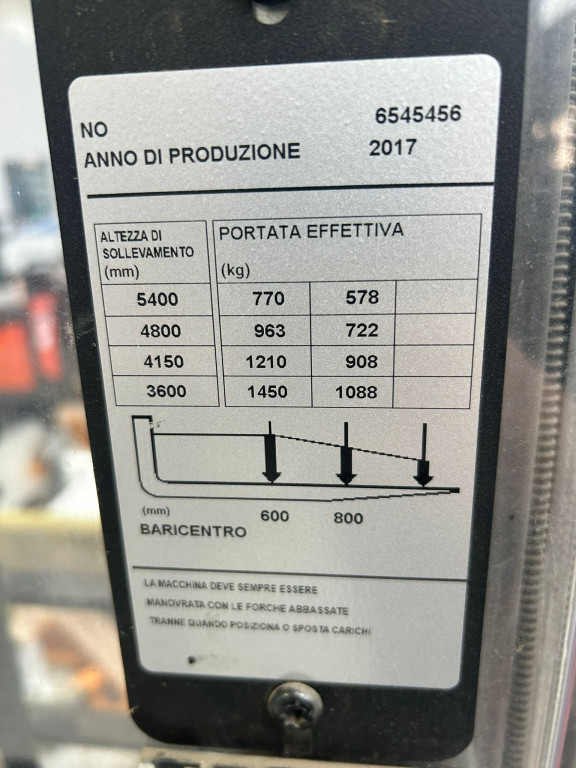 NO 6545456
ANNO DI PRODUZIONE 2017
ALTEZZA DI
SOLLEVAMENTO
(mm)
PORTATA EFFETTIVA
(kg)
5400 770 578
4800 963 722
4150 1210 908
3600 1450 1088
(mm) 600 800
BARICENTRO
LA MACCHINA DEVE SEMPRE ESSERE
MANOVRATA CON LE FORCHE ABBASSATE
TRANNE QUANDO POSIZIONA O SPOSTA CARICHI